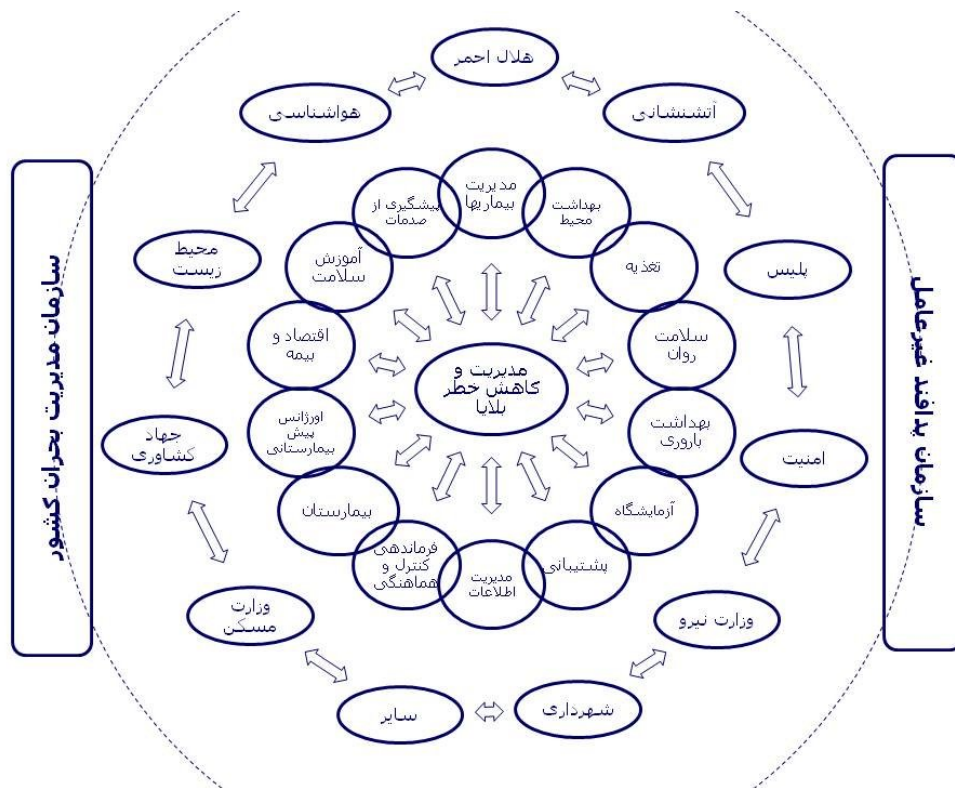 هلال احمر
هواشناسی
آتشنشانی
مدیریت
بیماریها
پیشگیری از
صدمات
بهداشت
محیط
آموزش
سلامت
تغذیه
محیط
زیست
پلیس
اقتصاد و
بیمه
سلامت
روان
مدیریت و
کاهش خطر
بلایا
اورژانس
پیش
بیمارستانی
بهداشت
باروری
جهاد
کشاوری
امنیت
بیمارستان
آزمایشگاه
فرماندهی
کنترل و
هماهنگی
مدیریت
اطلاعات
پشتیبانی
وزارت
مسکن
وزارت نیرو
سایر
شهرداری
سازمان مدیریت بحران کشور
سازمان پدافند غیرعامل